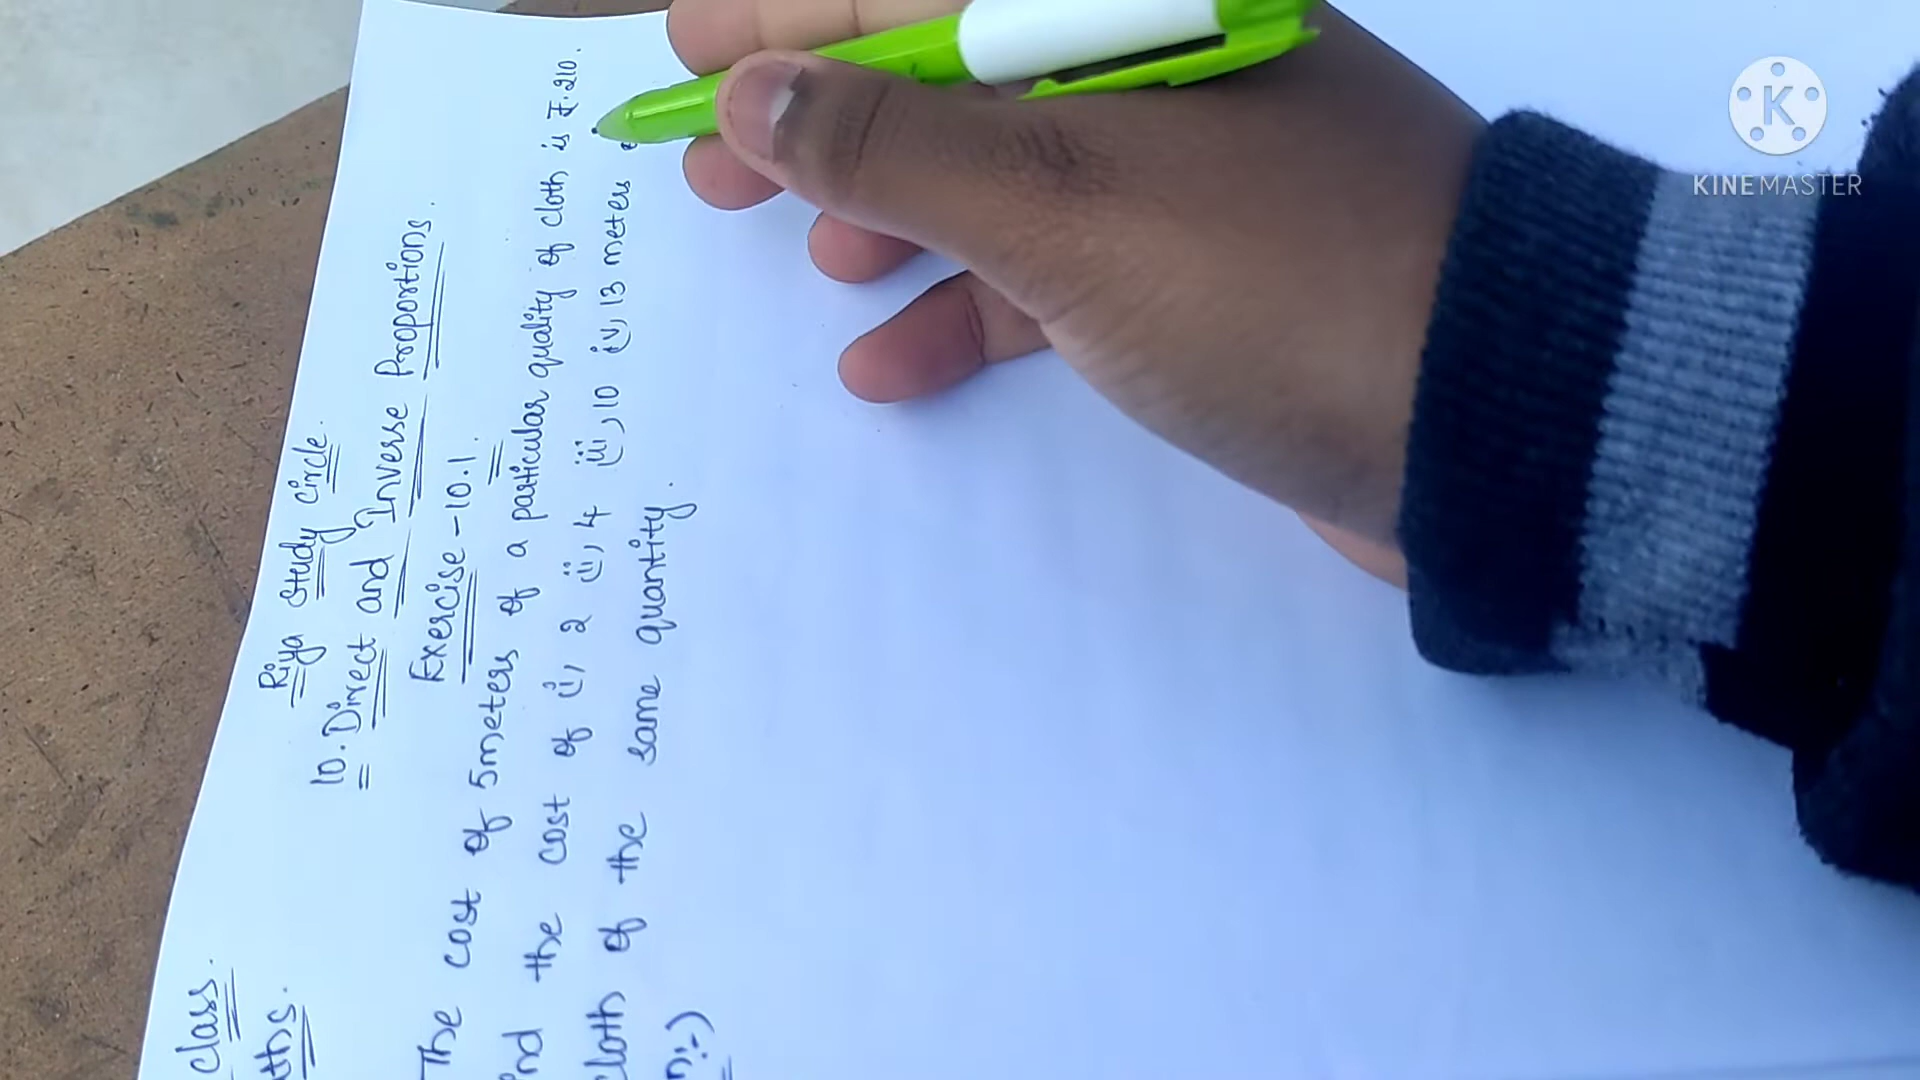 Riya study circle.
class.
10. Direct and Inverse Proportions.
Exercise - 10.1.
The cost of 5meters of a particular quality of cloth is ₹.210.
the cost of (i), 2 (ii), 4 (iii), 10 (iv, 13 meters
cloth of the same quantity.
KINEMASTER